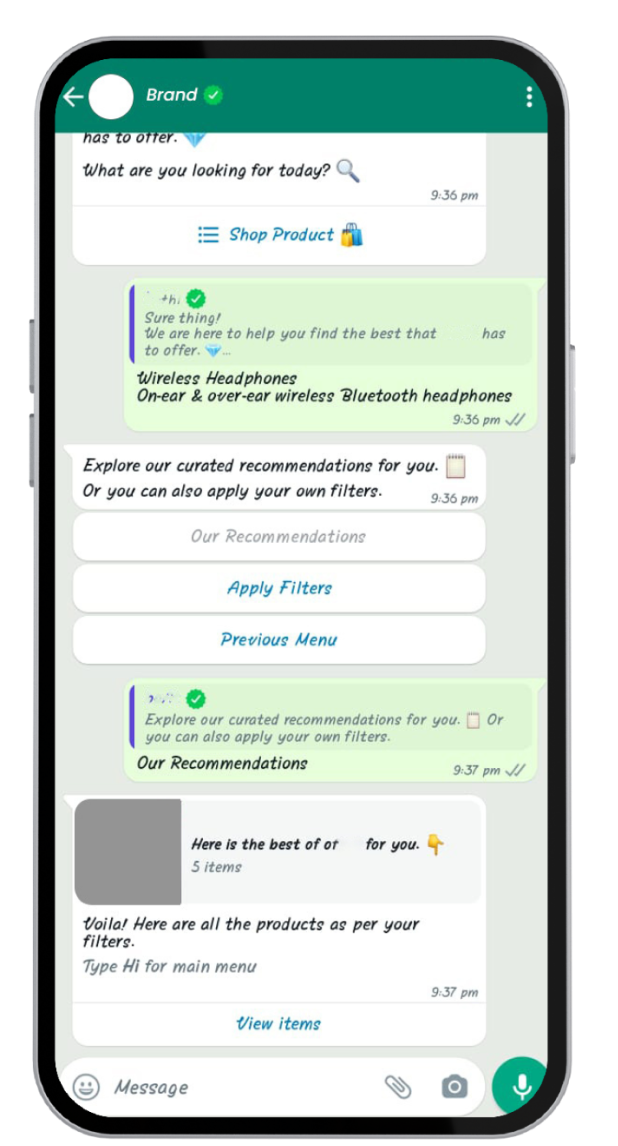 Brand
has to offer. 💎
What are you looking for today? 🔍
9:36 pm
Shop Product 🛍️
Sure thing!
We are here to help you find the best that has
to offer. 💎...
Wireless Headphones
On-ear & over-ear wireless Bluetooth headphones
9:36 pm
Explore our curated recommendations for you. 🗒️
Or you can also apply your own filters.
9:36 pm
Our Recommendations
Apply Filters
Previous Menu
Explore our curated recommendations for you. 🗒️ Or
you can also apply your own filters.
Our Recommendations
9:37 pm
Here is the best of for you. 👇
5 items
Voila! Here are all the products as per your
filters.
Type Hi for main menu
9:37 pm
View items
Message